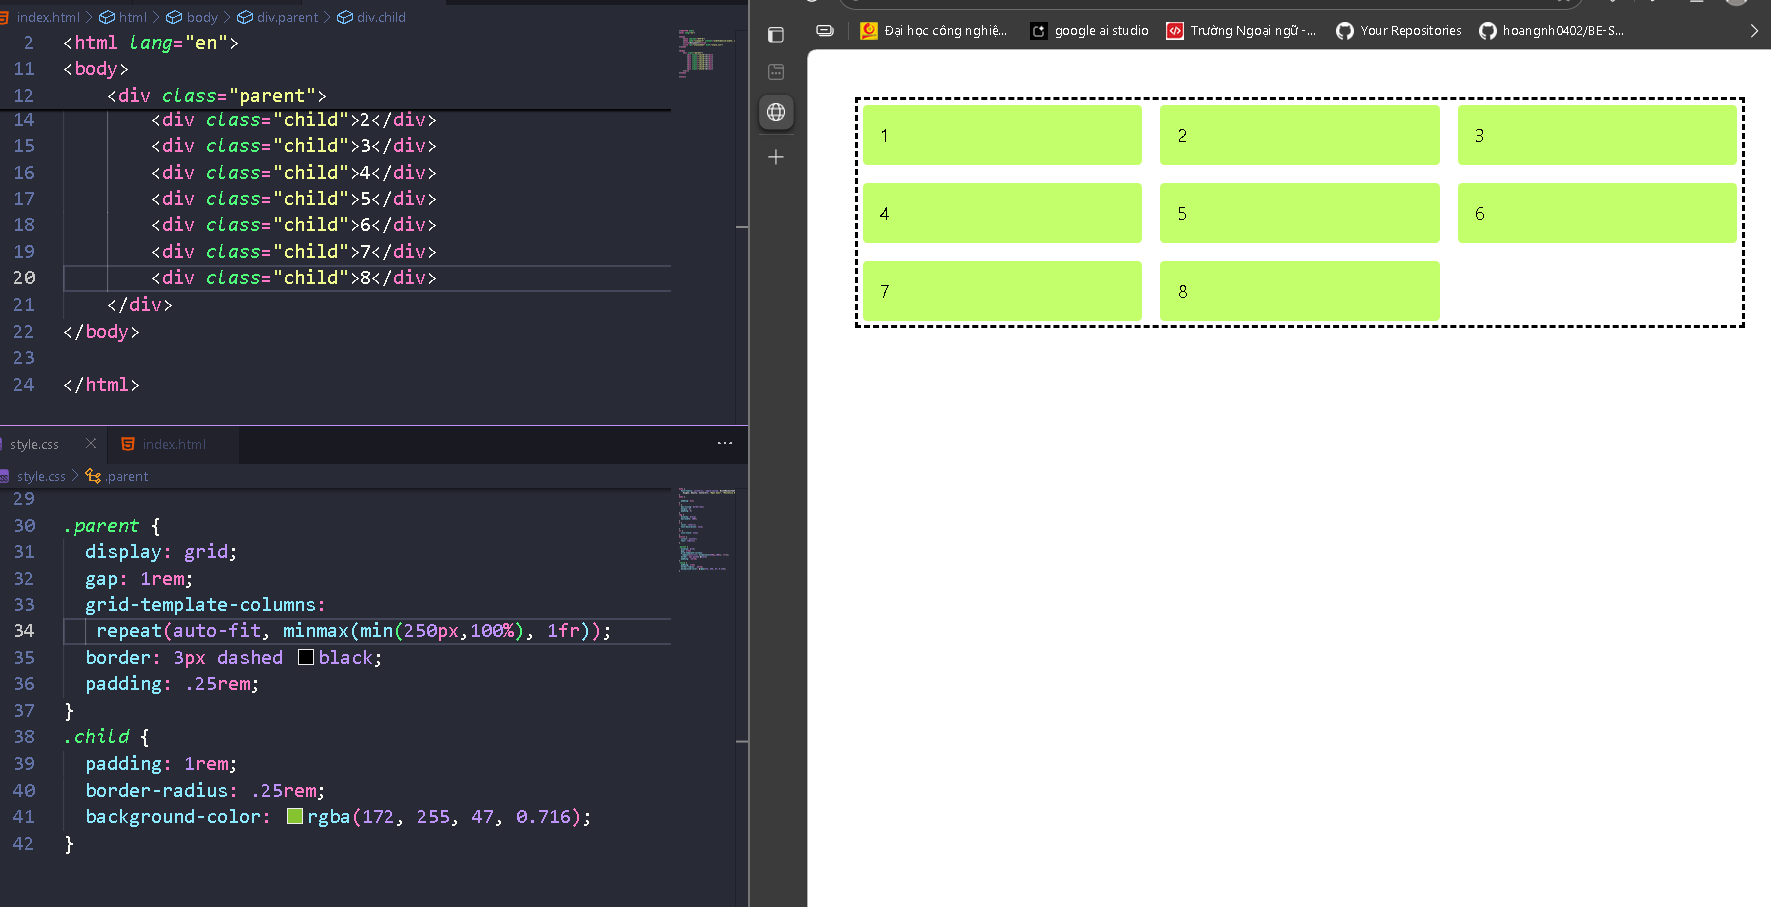 index.html > html > body > div.parent > div.child
2 <html lang="en">
11 <body>
12 <div class="parent">
14 <div class="child">2</div>
15 <div class="child">3</div>
16 <div class="child">4</div>
17 <div class="child">5</div>
18 <div class="child">6</div>
19 <div class="child">7</div>
20 <div class="child">8</div>
21 </div>
22 </body>
23
24 </html>
style.css index.html ...
style.css > .parent
29
30 .parent {
31 display: grid;
32 gap: 1rem;
33 grid-template-columns:
34 repeat(auto-fit, minmax(min(250px,100%), 1fr));
35 border: 3px dashed black;
36 padding: .25rem;
37 }
38 .child {
39 padding: 1rem;
40 border-radius: .25rem;
41 background-color: rgba(172, 255, 47, 0.716);
42 }
Đại học công nghiệ... google ai studio Trường Ngoại ngữ -... Your Repositories hoangnh0402/BE-S...
1 2 3
4 5 6
7 8